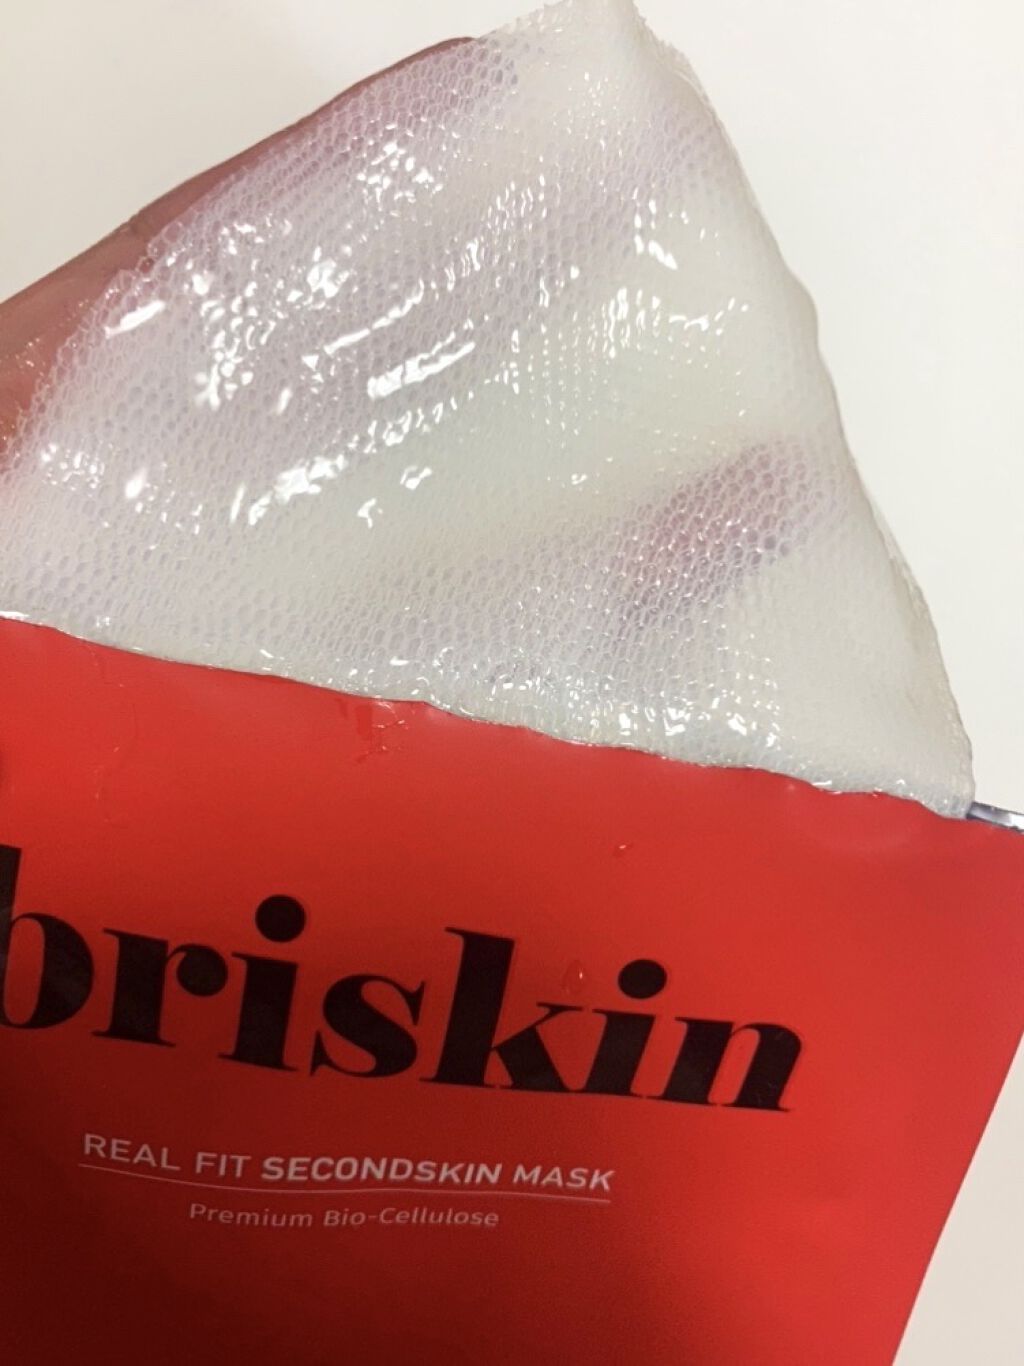 briskin
REAL FIT SECONDSKIN MASK
Premium Bio-Cellulose